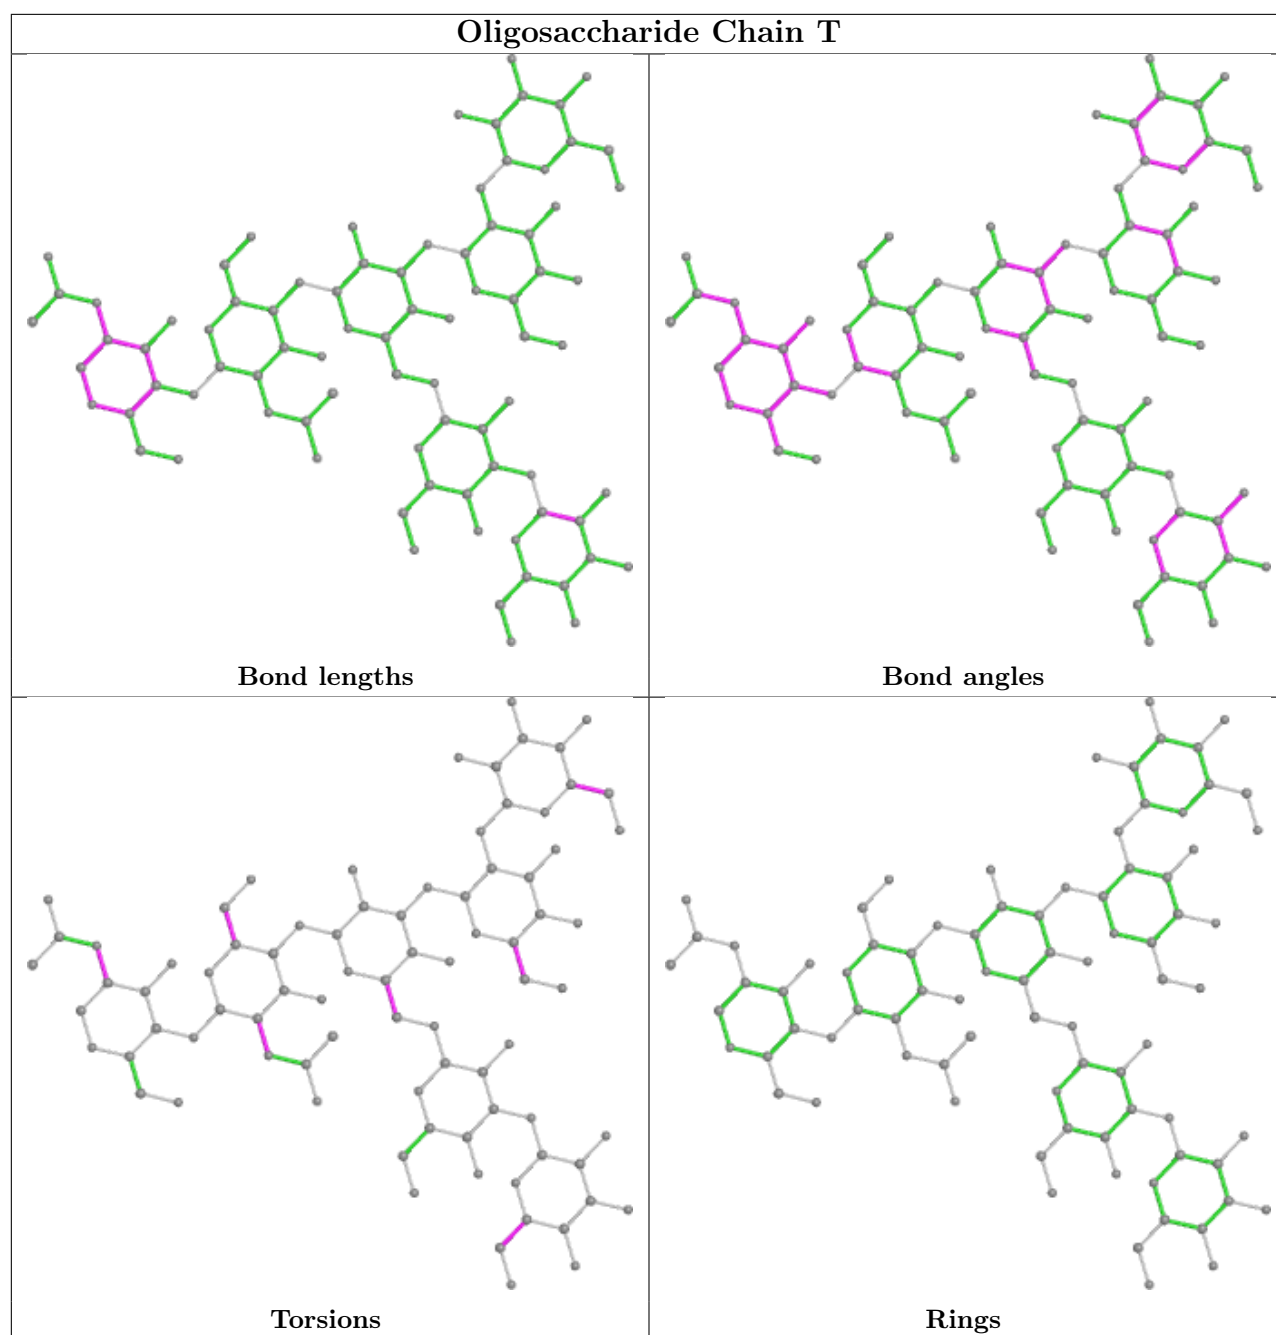 Oligosaccharide Chain T
Bond lengths
Bond angles
Torsions
Rings